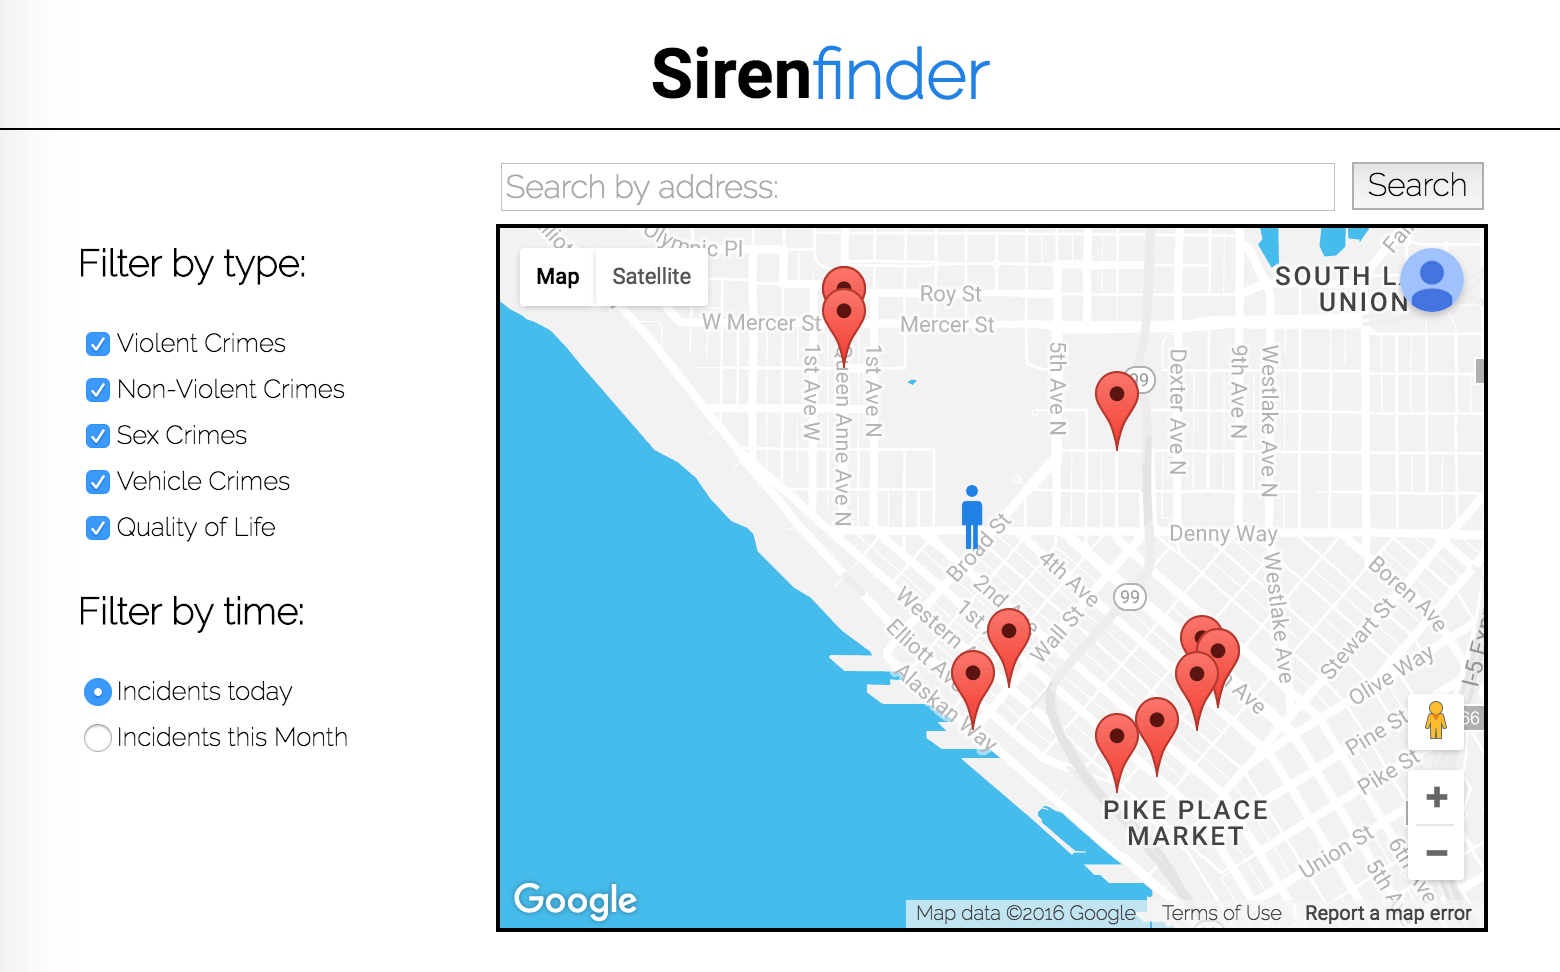 Sirenfinder
Search by address:
Search
Filter by type:
Violent Crimes
Non-Violent Crimes
Sex Crimes
Vehicle Crimes
Quality of Life
Filter by time:
Incidents today
Incidents this Month
Map
Satellite
Olympic Pl
Roy St
W Mercer St
Mercer St
SOUTH L
UNION
1st Ave W
Queen Anne Ave N
1st Ave N
5th Ave N
99
Dexter Ave N
9th Ave N
Westlake Ave N
Denny Way
Broad St
4th Ave
2nd
1st
Wall St
99
Western
Elliott Av
Alaskan Way
Westlake Ave
Boren Ave
Stewart St
Olive Way
Ave
I-5 Exp
66
Pine St
Pike St
PIKE PLACE
MARKET
Union St
6th Ave
5th A
Google
Map data ©2016 Google
Terms of Use
Report a map error